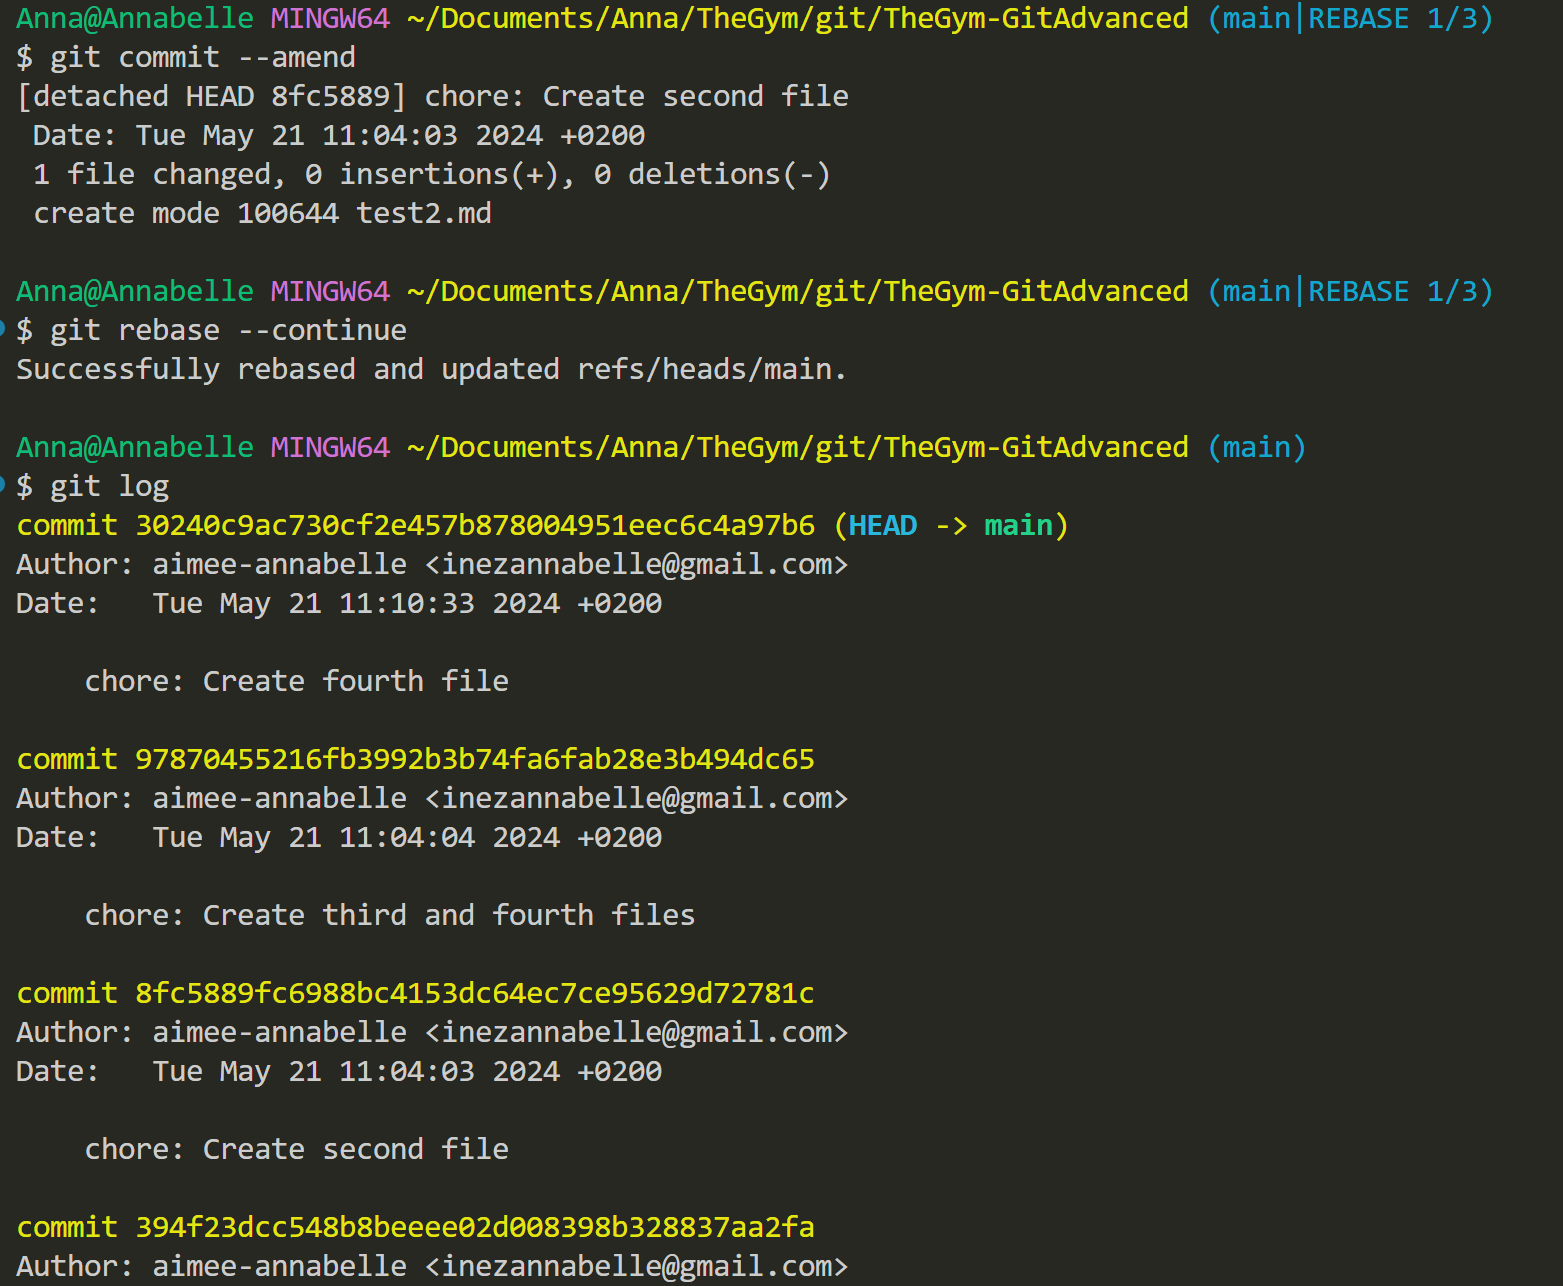 Anna@Annabelle MINGW64 ~/Documents/Anna/TheGym/git/TheGym-GitAdvanced (main|REBASE 1/3)
$ git commit --amend
[detached HEAD 8fc5889] chore: Create second file
 Date: Tue May 21 11:04:03 2024 +0200
 1 file changed, 0 insertions(+), 0 deletions(-)
 create mode 100644 test2.md
Anna@Annabelle MINGW64 ~/Documents/Anna/TheGym/git/TheGym-GitAdvanced (main|REBASE 1/3)
$ git rebase --continue
Successfully rebased and updated refs/heads/main.
Anna@Annabelle MINGW64 ~/Documents/Anna/TheGym/git/TheGym-GitAdvanced (main)
$ git log
commit 30240c9ac730cf2e457b878004951eec6c4a97b6 (HEAD -> main)
Author: aimee-annabelle <inezannabelle@gmail.com>
Date:   Tue May 21 11:10:33 2024 +0200
    chore: Create fourth file
commit 97870455216fb3992b3b74fa6fab28e3b494dc65
Author: aimee-annabelle <inezannabelle@gmail.com>
Date:   Tue May 21 11:04:04 2024 +0200
    chore: Create third and fourth files
commit 8fc5889fc6988bc4153dc64ec7ce95629d72781c
Author: aimee-annabelle <inezannabelle@gmail.com>
Date:   Tue May 21 11:04:03 2024 +0200
    chore: Create second file
commit 394f23dcc548b8beeee02d008398b328837aa2fa
Author: aimee-annabelle <inezannabelle@gmail.com>